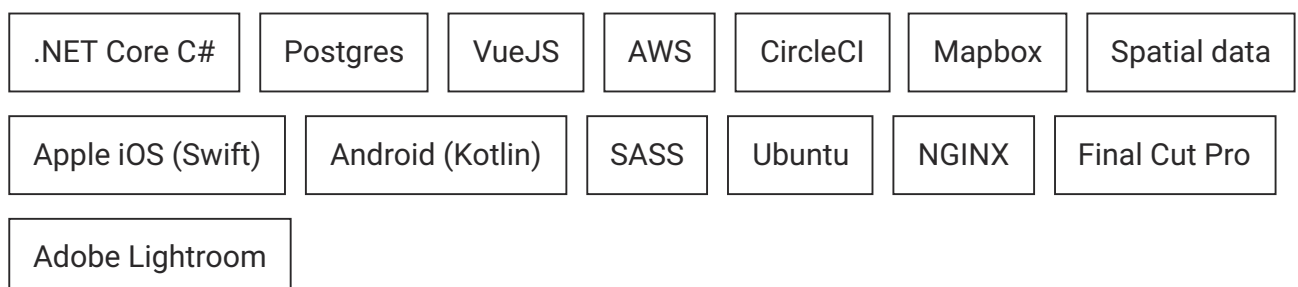 .NET Core C# Postgres VueJS AWS CircleCI Mapbox Spatial data
Apple iOS (Swift) Android (Kotlin) SASS Ubuntu NGINX Final Cut Pro
Adobe Lightroom